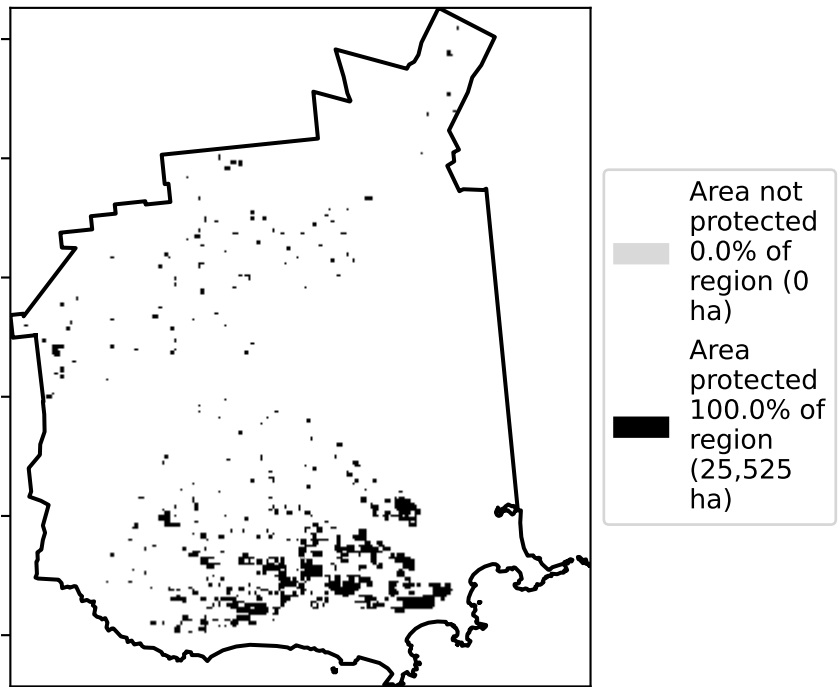 Area not
protected
0.0% of
region (0
ha)
Area
protected
100.0% of
region
(25,525
ha)